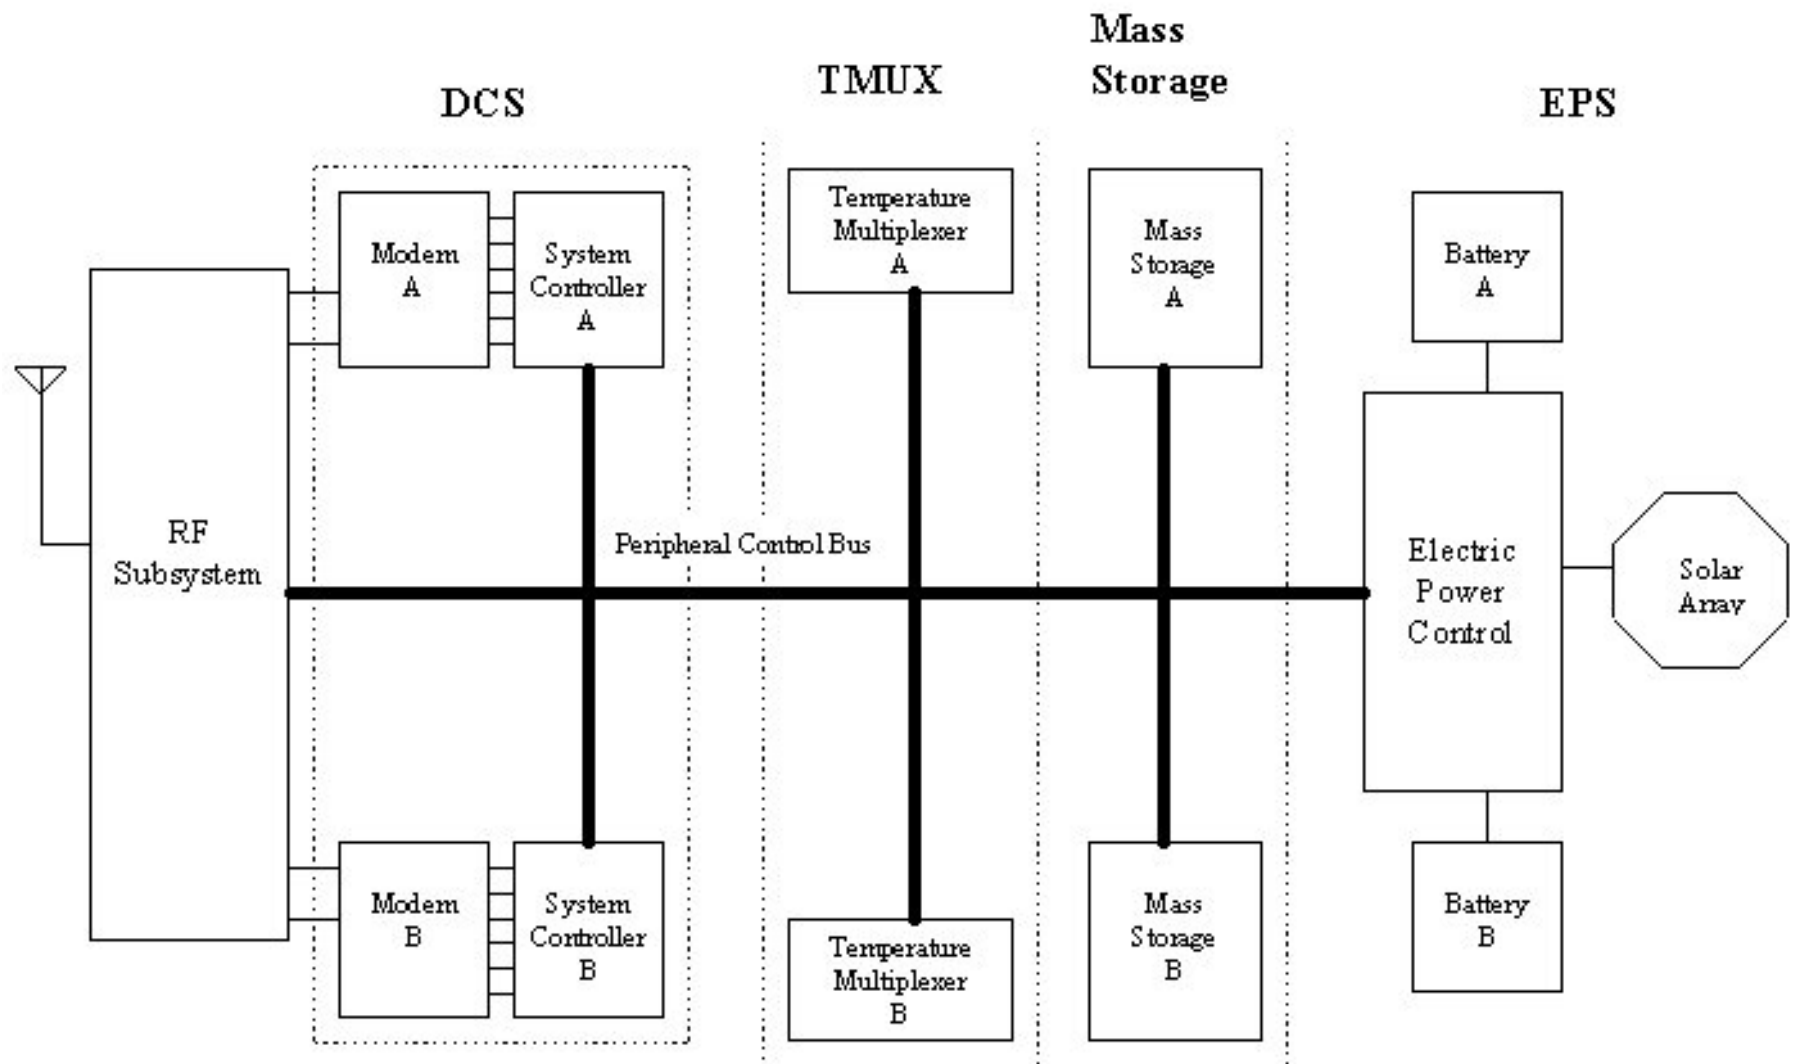 Mass
Storage
TMUX
DCS
EPS
Modem
A
System
Controller
A
Temperature
Multiplexer
A
Mass
Storage
A
Battery
A
RF
Subsystem
Peripheral Control Bus
Electric
Power
Control
Solar
Array
Modem
B
System
Controller
B
Temperature
Multiplexer
B
Mass
Storage
B
Battery
B